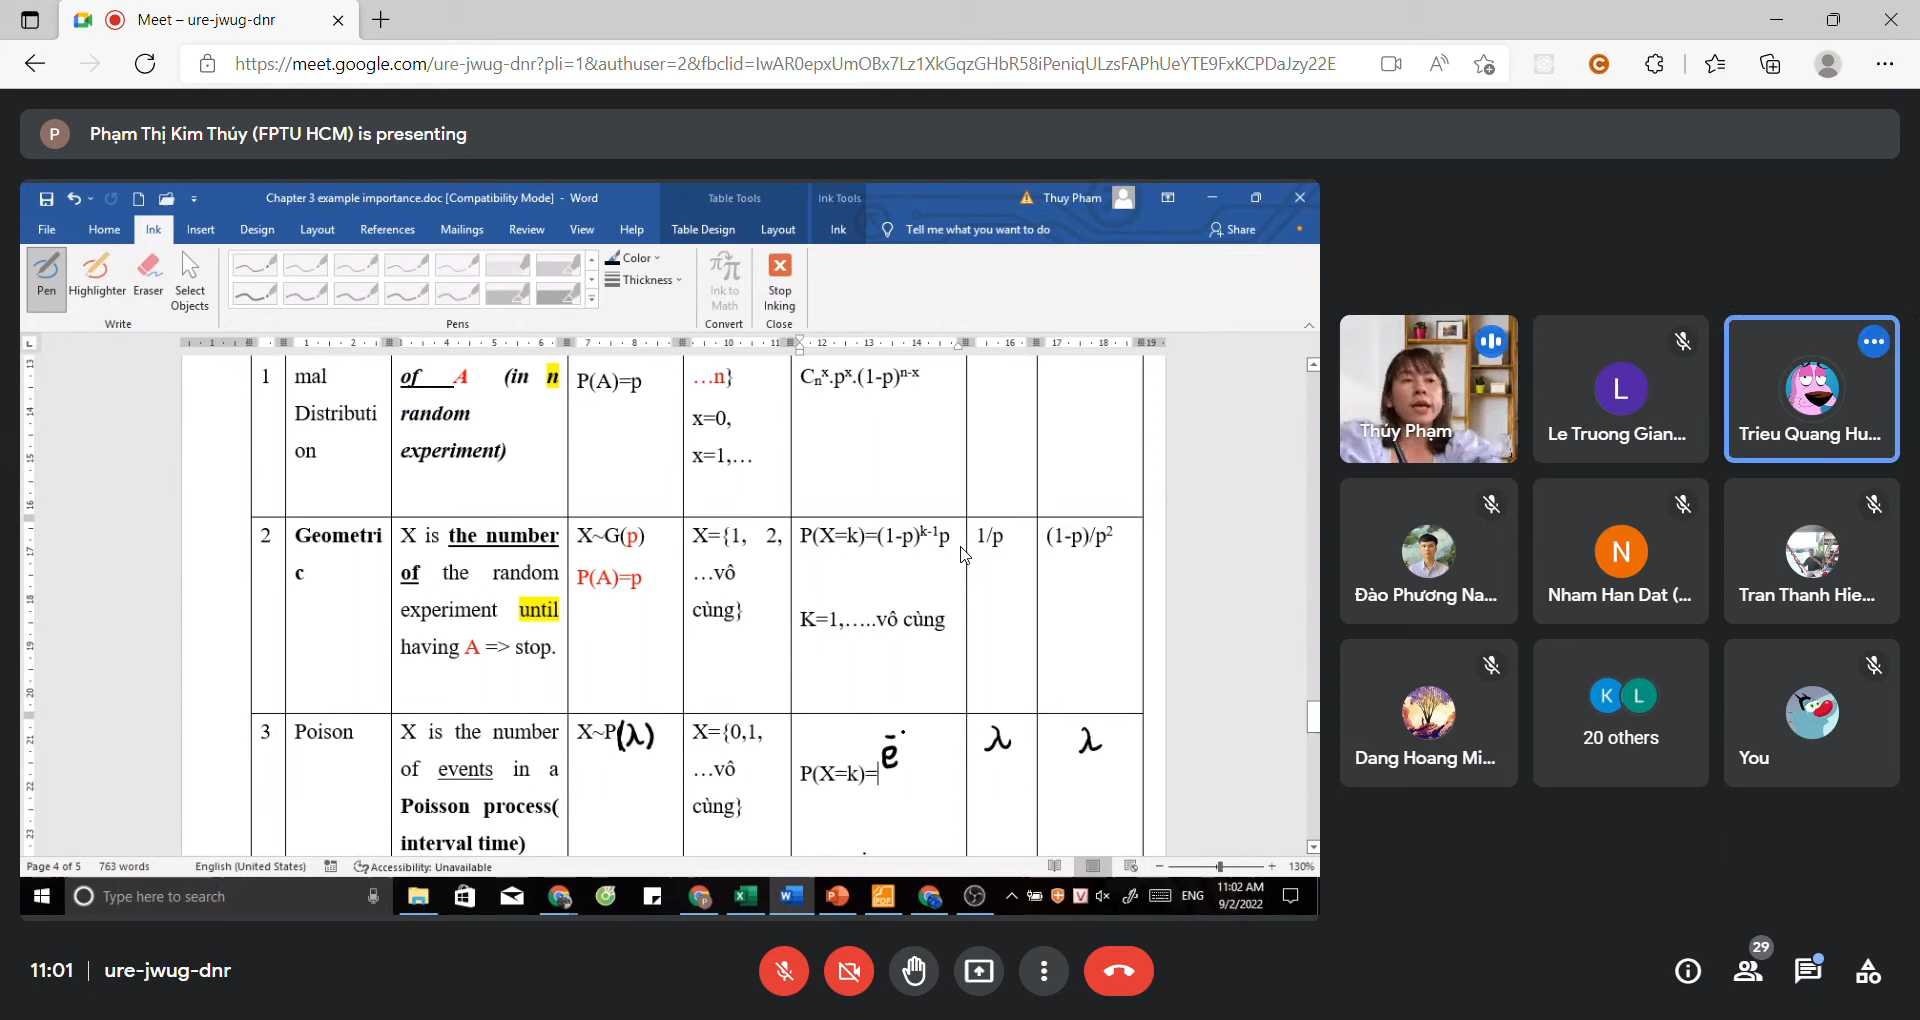 Meet – ure-jwug-dnr
https://meet.google.com/ure-jwug-dnr?pli=1&authuser=2&fbclid=IwAR0epxUmOBx7Lz1XkGqzGHbR58iPeniqULzsFAPhUeYTE9FxKCPDaJzy22E
P Phạm Thị Kim Thúy (FPTU HCM) is presenting
Chapter 3 example importance.doc [Compatibility Mode] - Word
Table Tools
Ink Tools
Thuy Pham
File Home Ink Insert Design Layout References Mailings Review View Help Table Design Layout Ink Tell me what you want to do Share
Pen Highlighter Eraser Select Objects
Color
Thickness
Ink to Math
Stop Inking
Write Pens Convert Close
1
mal
Distributi
on
of A (in n
random
experiment)
P(A)=p
…n}
x=0,
x=1,…
Cₙˣ.pˣ.(1-p)ⁿ⁻ˣ
2
Geometri
c
X is the number
of the random
experiment until
having A => stop.
X~G(p)
P(A)=p
X={1, 2,
…vô
cùng}
P(X=k)=(1-p)ᵏ⁻¹p
K=1,…..vô cùng
1/p
(1-p)/p²
3
Poison
X is the number
of events in a
Poisson process(
interval time)
X~P(λ)
X={0,1,
…vô
cùng}
P(X=k)=e⁻
λ
λ
Page 4 of 5 763 words English (United States) Accessibility: Unavailable 130%
Type here to search
ENG
11:02 AM
9/2/2022
Thúy Phạm
L
Le Truong Gian...
Trieu Quang Hu...
Đào Phương Na...
N
Nham Han Dat (...
Tran Thanh Hie...
Dang Hoang Mi...
K L
20 others
You
11:01 | ure-jwug-dnr
29